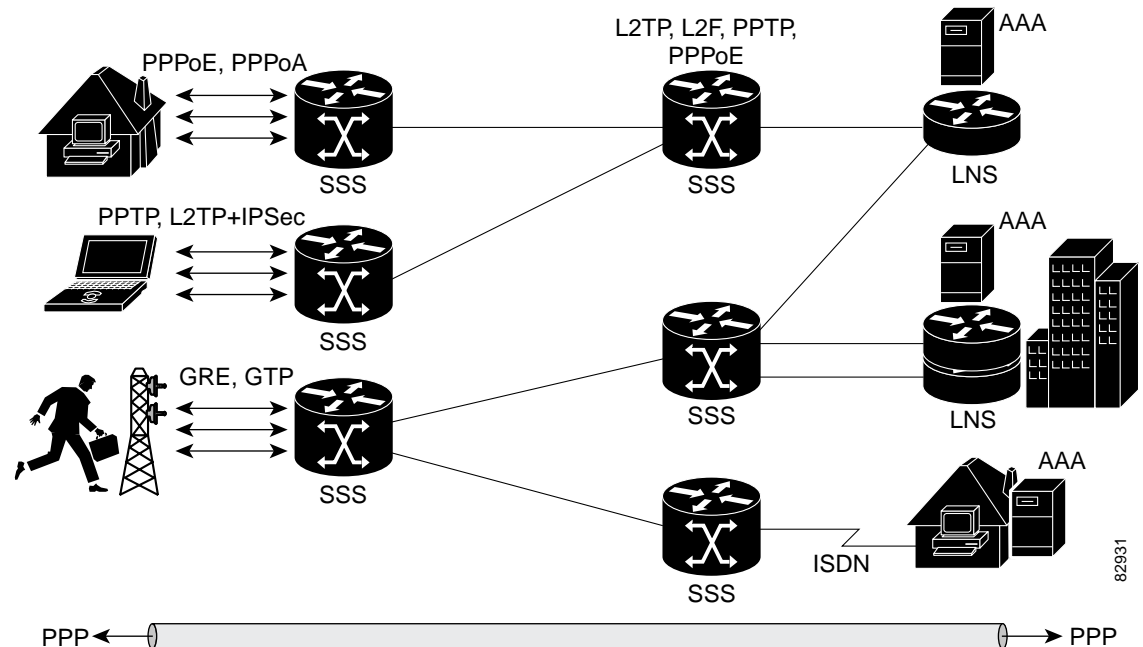 L2TP, L2F, PPTP,
PPPoE
AAA
PPPoE, PPPoA
SSS
SSS
LNS
PPTP, L2TP+IPSec
AAA
SSS
GRE, GTP
SSS
LNS
SSS
AAA
ISDN
SSS
82931
PPP
PPP